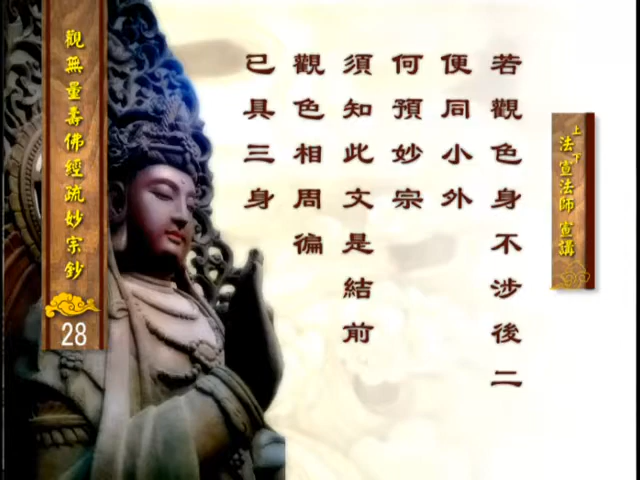 觀無量壽佛經疏妙宗鈔
28
若觀色身不涉後二
便同小外
何預妙宗
須知此文是結前
觀色相周徧
已具三身
上法下宣法師 宣講